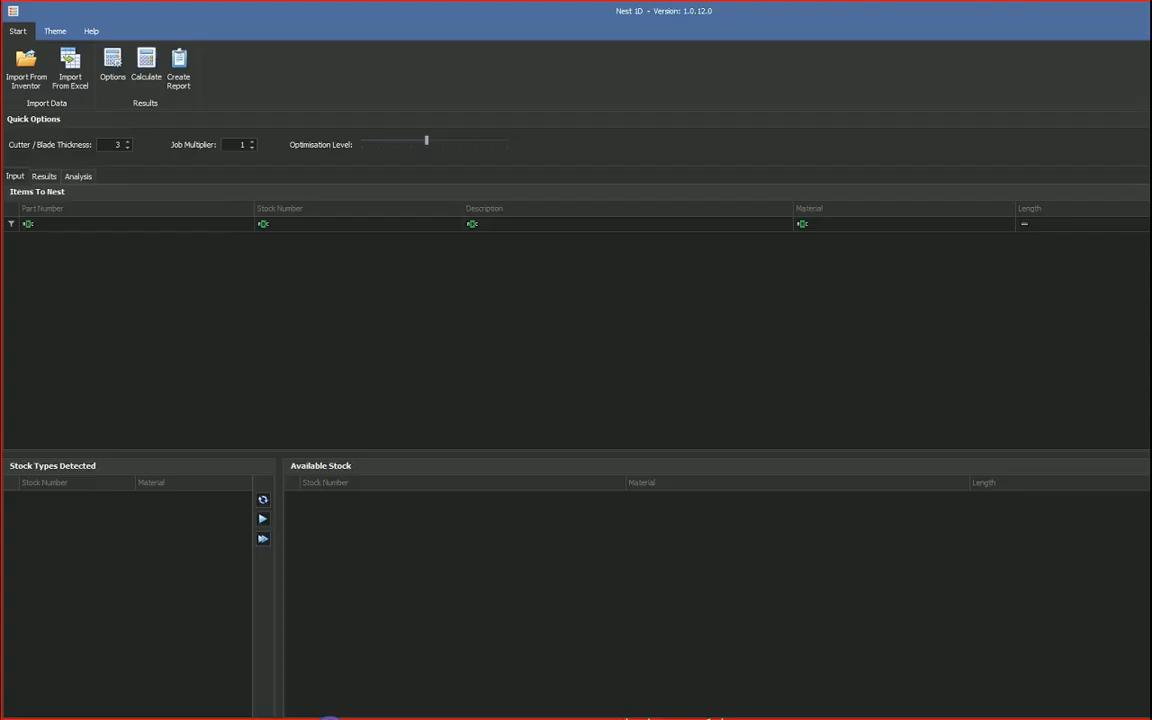 Nest 1D - Version: 1.0.12.0
Start Theme Help
Import From Inventor
Import From Excel
Options
Calculate
Create Report
Import Data
Results
Quick Options
Cutter / Blade Thickness: 3 Job Multiplier: 1 Optimisation Level:
Input Results Analysis
Items To Nest
Part Number Stock Number Description Material Length
Stock Types Detected Available Stock
Stock Number Material Stock Number Material Length